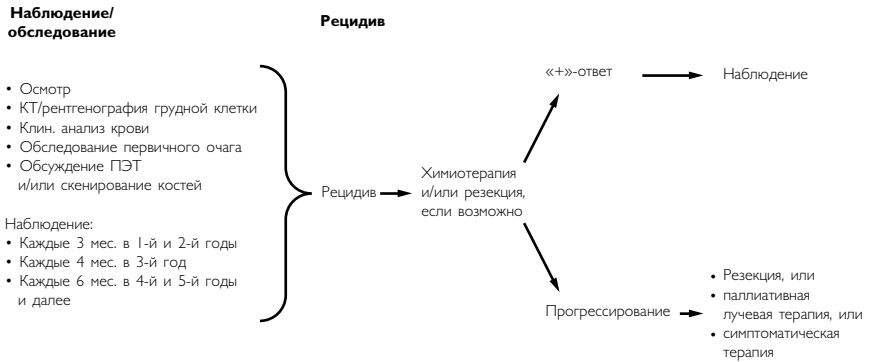 Наблюдение/
обследование
Рецидив
• Осмотр
• КТ/рентгенография грудной клетки
• Клин. анализ крови
• Обследование первичного очага
• Обсуждение ПЭТ
и/или скенирование костей
Наблюдение:
• Каждые 3 мес. в 1-й и 2-й годы
• Каждые 4 мес. в 3-й год
• Каждые 6 мес. в 4-й и 5-й годы
и далее
Рецидив
Химиотерапия
и/или резекция,
если возможно
«+»-ответ
Наблюдение
Прогрессирование
• Резекция, или
• паллиативная
лучевая терапия, или
• симптоматическая
терапия